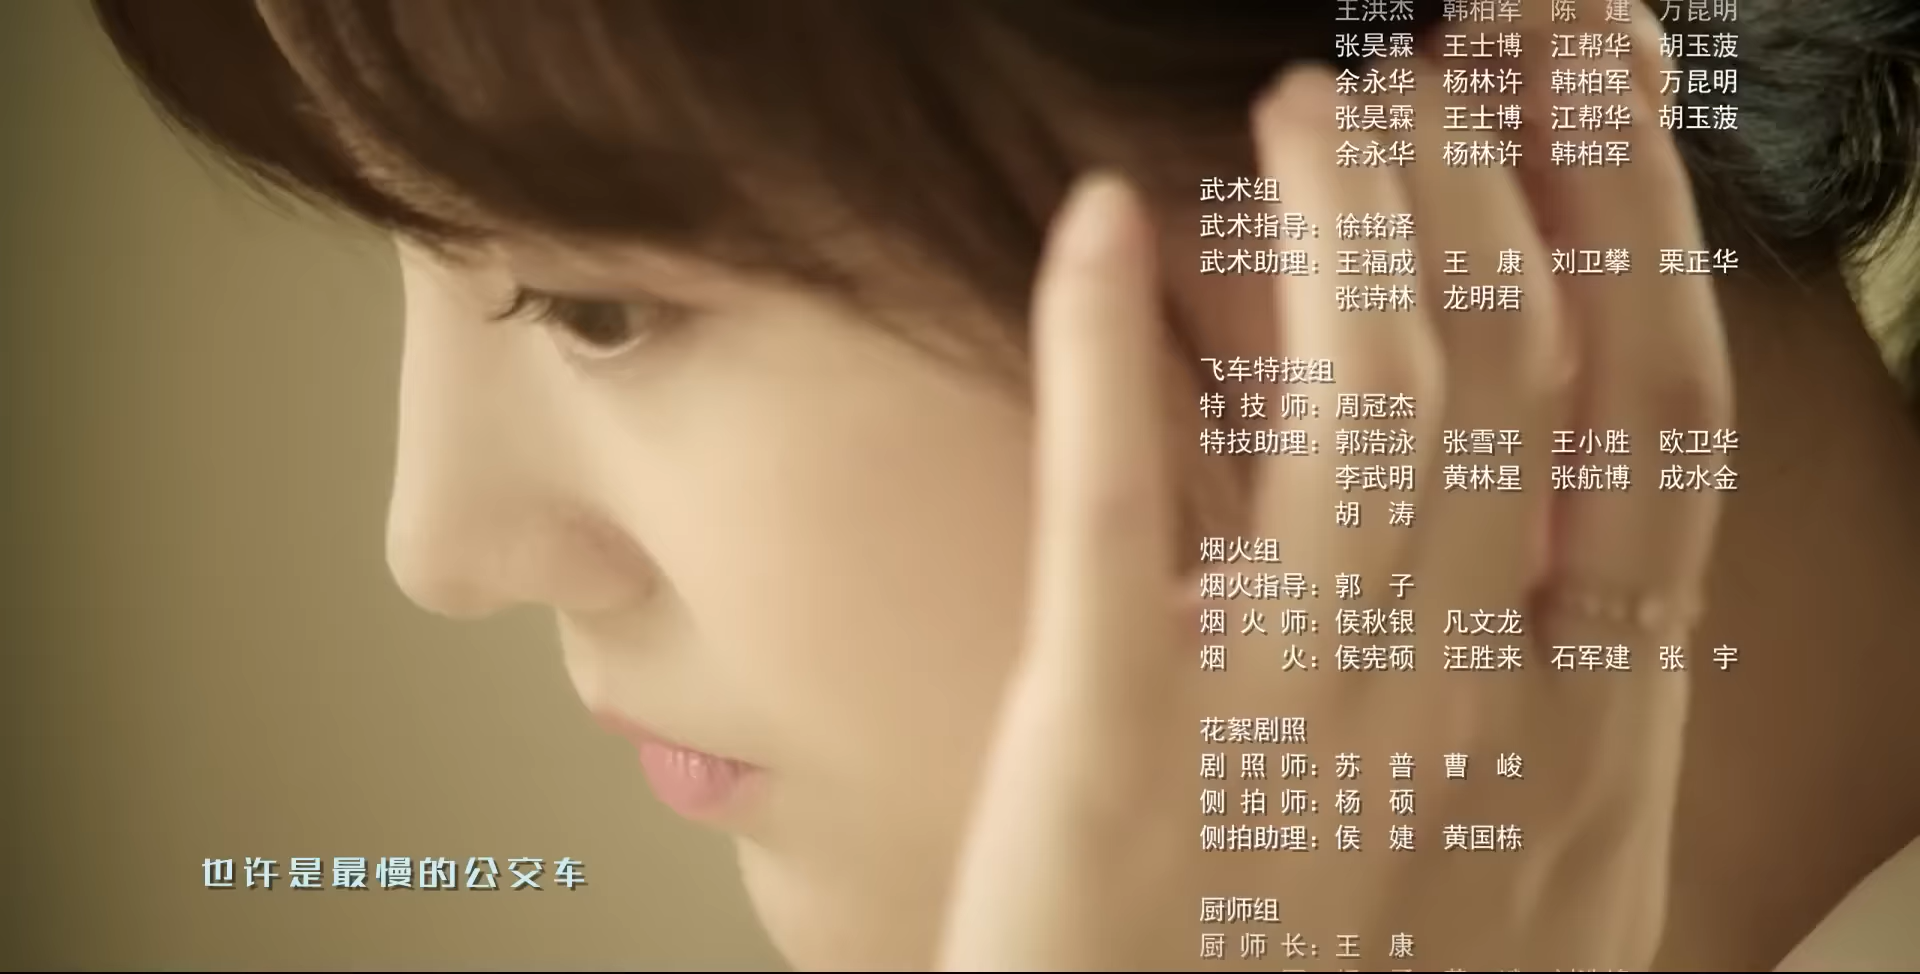 王洪杰 韩柏军 陈 建 万昆明
张昊霖 王士博 江帮华 胡玉菠
余永华 杨林许 韩柏军 万昆明
张昊霖 王士博 江帮华 胡玉菠
余永华 杨林许 韩柏军
武术组
武术指导：徐铭泽
武术助理：王福成 王 康 刘卫攀 栗正华
张诗林 龙明君
飞车特技组
特 技 师：周冠杰
特技助理：郭浩泳 张雪平 王小胜 欧卫华
李武明 黄林星 张航博 成水金
胡 涛
烟火组
烟火指导：郭 子
烟 火 师：侯秋银 凡文龙
烟 火：侯宪硕 汪胜来 石军建 张 宇
花絮剧照
剧 照 师：苏 普 曹 峻
侧 拍 师：杨 硕
侧拍助理：侯 婕 黄国栋
也许是最慢的公交车
厨师组
厨 师 长：王 康